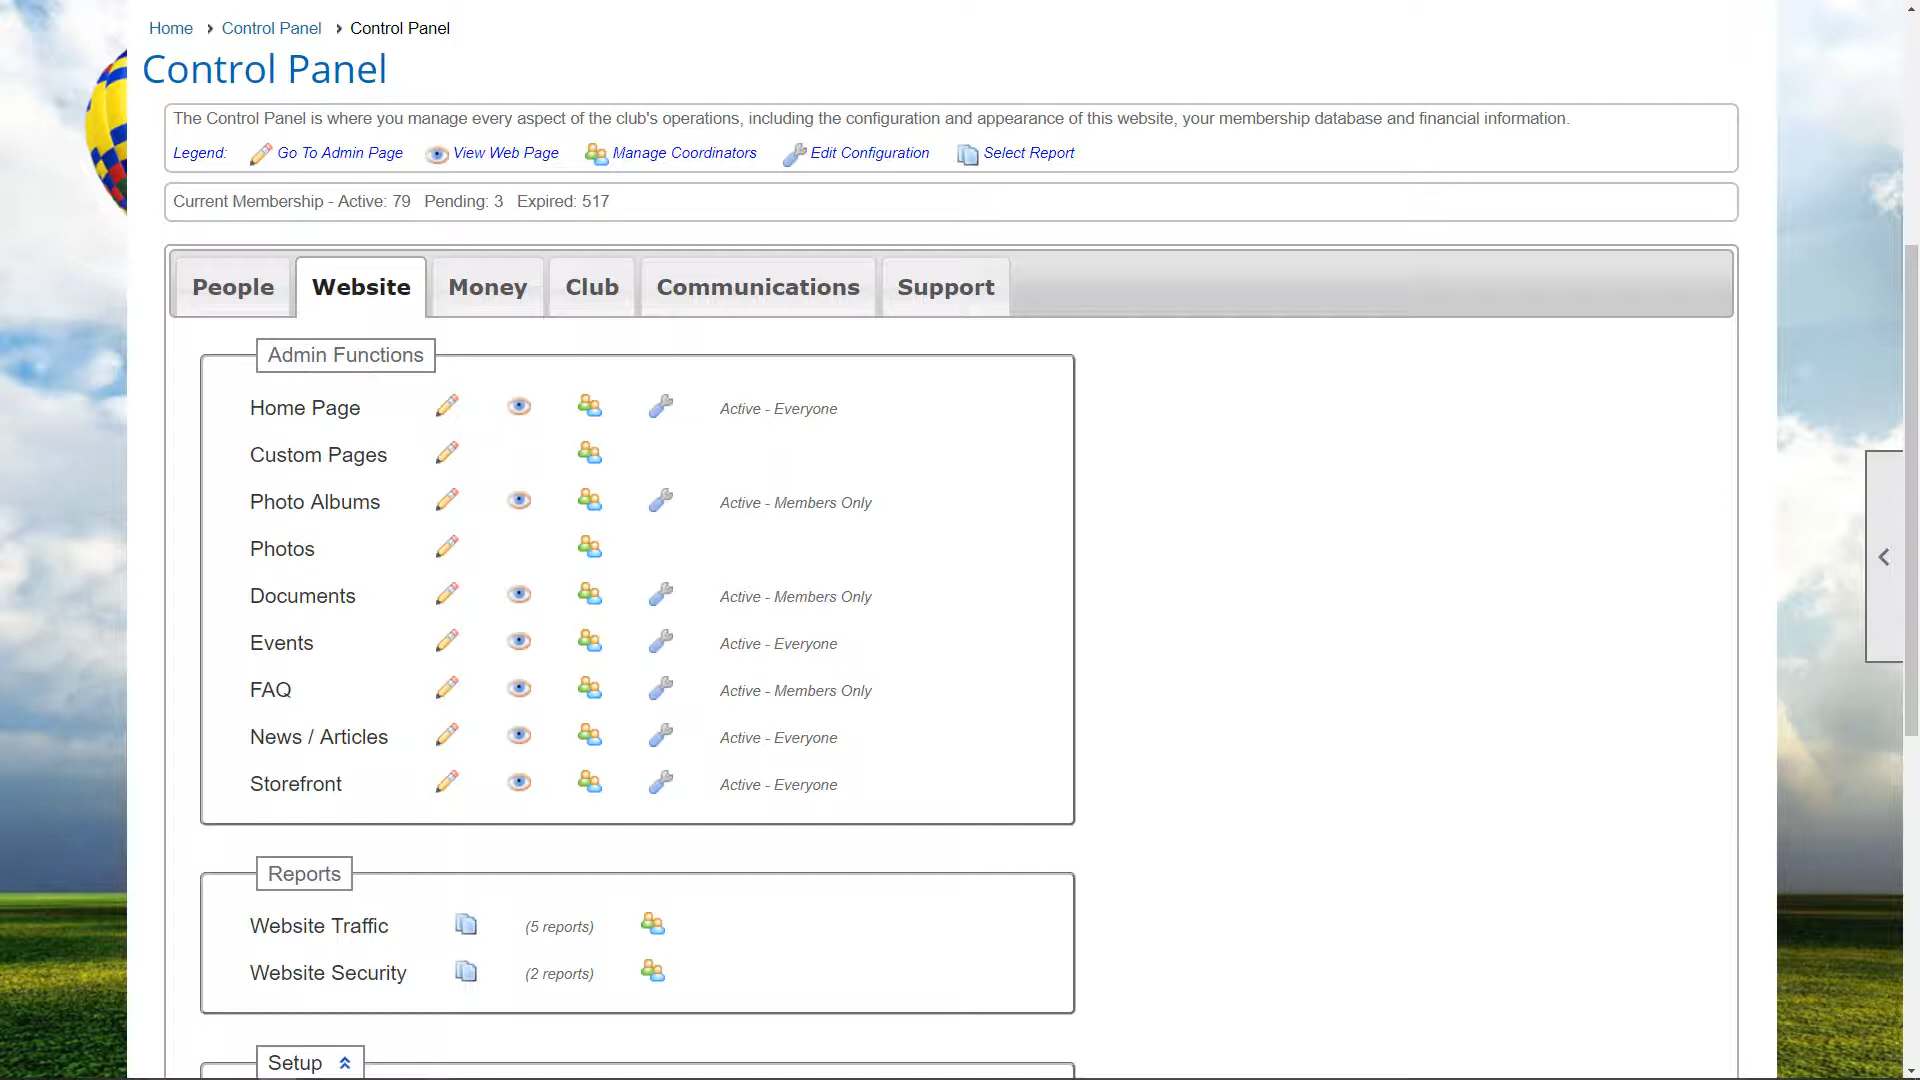 Home > Control Panel > Control Panel
Control Panel
The Control Panel is where you manage every aspect of the club's operations, including the configuration and appearance of this website, your membership database and financial information.
Legend: Go To Admin Page View Web Page Manage Coordinators Edit Configuration Select Report
Current Membership - Active: 79 Pending: 3 Expired: 517
People Website Money Club Communications Support
Admin Functions
Home Page Active - Everyone
Custom Pages
Photo Albums Active - Members Only
Photos
Documents Active - Members Only
Events Active - Everyone
FAQ Active - Members Only
News / Articles Active - Everyone
Storefront Active - Everyone
Reports
Website Traffic (5 reports)
Website Security (2 reports)
Setup